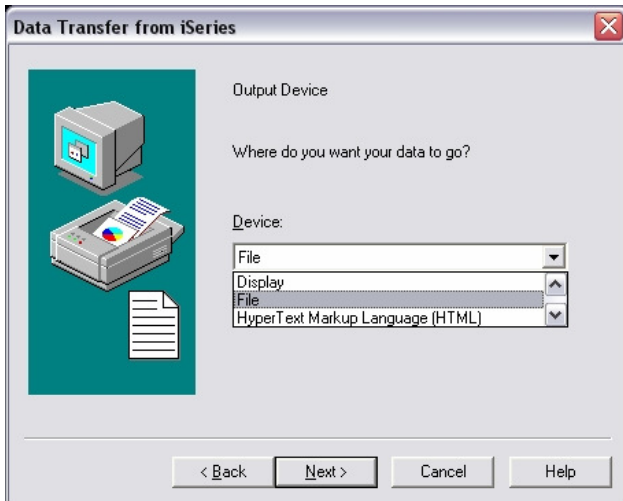 Data Transfer from iSeries
Output Device
Where do you want your data to go?
Device:
File
Display
File
HyperText Markup Language (HTML)
< Back
Next >
Cancel
Help